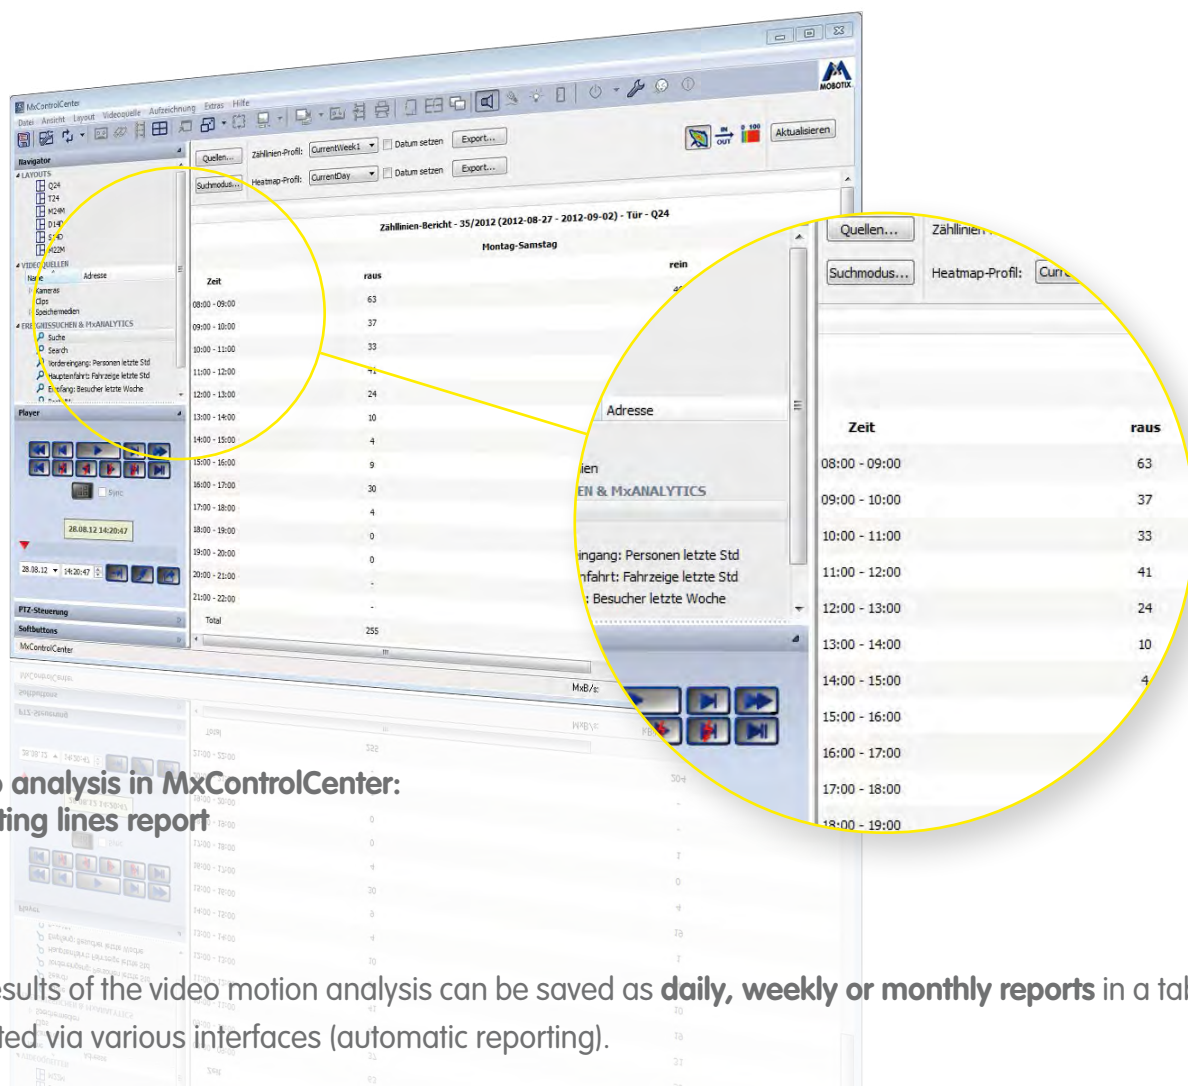 MxControlCenter
Datei Ansicht Layout Videoquelle Aufzeichnung Extras Hilfe
MOBOTIX
Navigator
LAYOUTS
Q24
T24
M24M
D14D
S14D
M22M
VIDEOQUELLEN
Name Adresse
Kameras
Clips
Speichermedien
EREIGNISSUCHEN & MxANALYTICS
Suche
Search
Vordereingang: Personen letzte Std
Haupteinfahrt: Fahrzeige letzte Std
Empfang: Besucher letzte Woche
Player
Sync
28.08.12 14:20:47
28.08.12 14:20:47
PTZ-Steuerung
Softbuttons
MxControlCenter
Quellen... Zähllinien-Profil: CurrentWeek1 Datum setzen Export...
Suchmodus... Heatmap-Profil: CurrentDay Datum setzen Export...
IN OUT 0 100 Aktualisieren
Zähllinien-Bericht - 35/2012 (2012-08-27 - 2012-09-02) - Tür - Q24
Montag-Samstag
Zeit raus rein
08:00 - 09:00 63
09:00 - 10:00 37
10:00 - 11:00 33
11:00 - 12:00 41
12:00 - 13:00 24
13:00 - 14:00 10
14:00 - 15:00 4
15:00 - 16:00 9
16:00 - 17:00 30
17:00 - 18:00 4
18:00 - 19:00 0
19:00 - 20:00 0
20:00 - 21:00 -
21:00 - 22:00 -
Total 255
MxB/s:
Quellen... Zähllinien-
Suchmodus... Heatmap-Profil: Curre
Adresse
ien
EN & MxANALYTICS
ingang: Personen letzte Std
nfahrt: Fahrzeige letzte Std
: Besucher letzte Woche
Zeit raus
08:00 - 09:00 63
09:00 - 10:00 37
10:00 - 11:00 33
11:00 - 12:00 41
12:00 - 13:00 24
13:00 - 14:00 10
14:00 - 15:00 4
15:00 - 16:00
16:00 - 17:00
17:00 - 18:00
18:00 - 19:00
o analysis in MxControlCenter:
ting lines report
esults of the video motion analysis can be saved as daily, weekly or monthly reports in a tab
ted via various interfaces (automatic reporting).